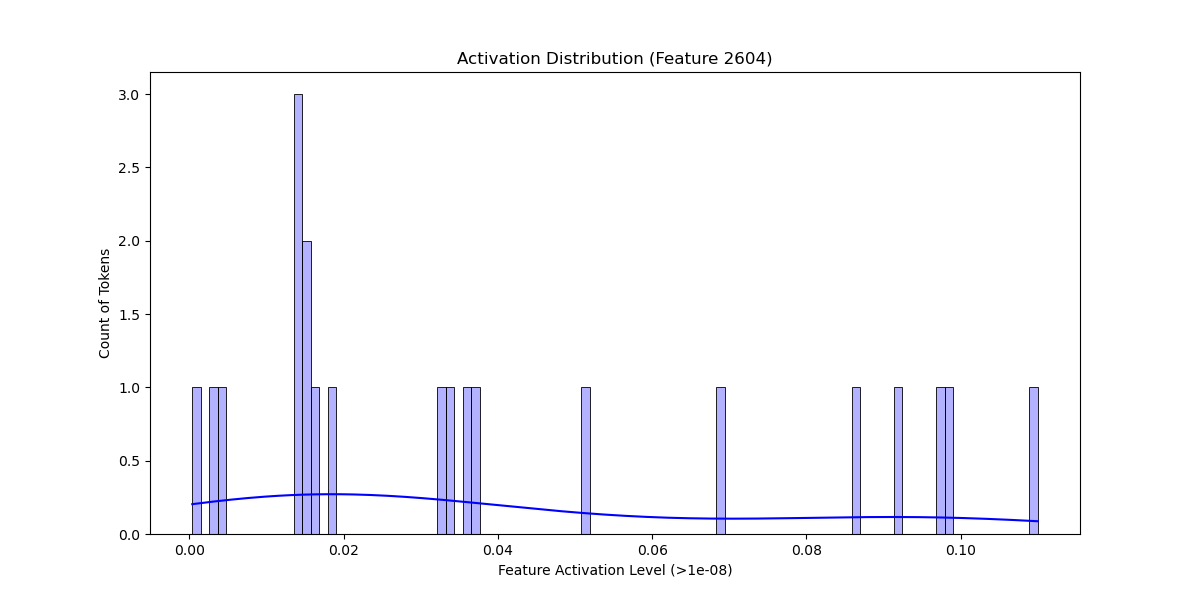 Activation Distribution (Feature 2604)
Count of Tokens
3.0
2.5
2.0
1.5
1.0
0.5
0.0
0.00 0.02 0.04 0.06 0.08 0.10
Feature Activation Level (>1e-08)